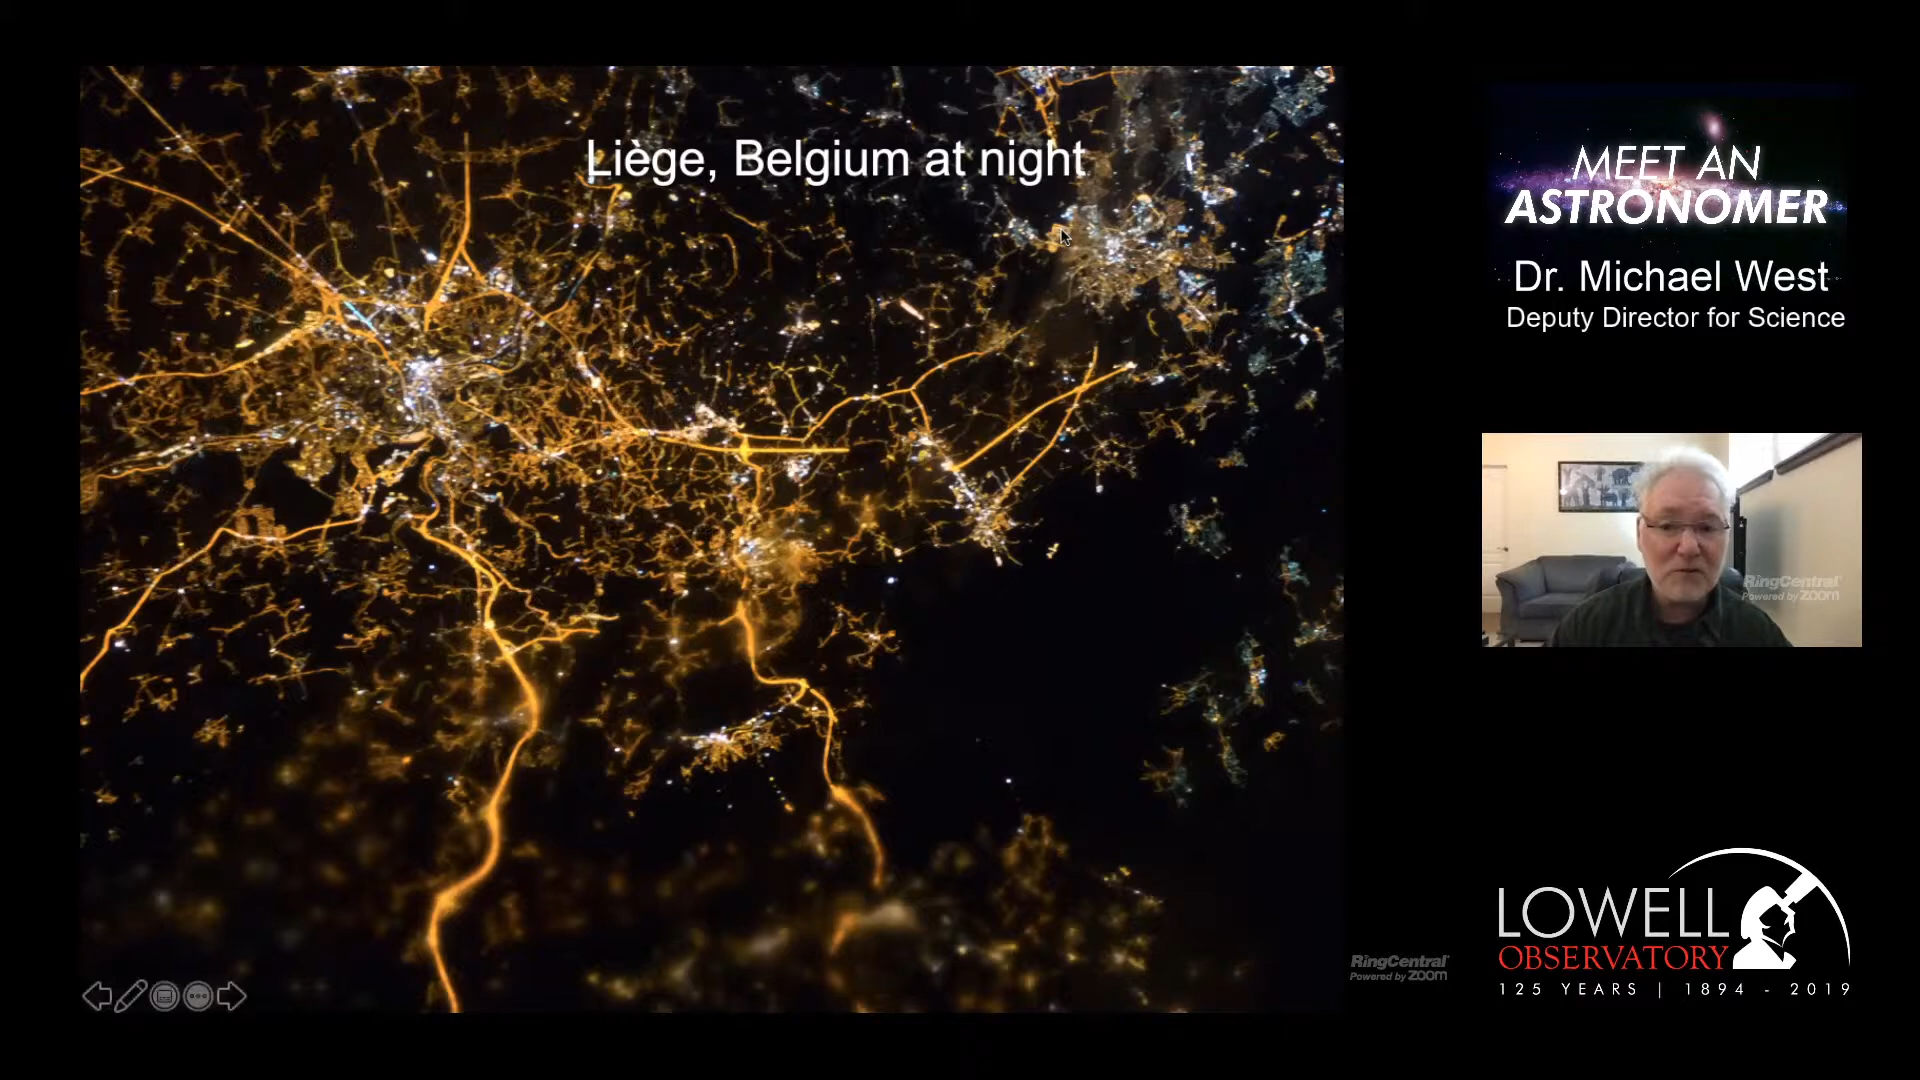 Liège, Belgium at night
MEET AN
ASTRONOMER
Dr. Michael West
Deputy Director for Science
RingCentral
Powered by zoom
RingCentral
Powered by zoom
LOWELL
OBSERVATORY
125 YEARS | 1894 - 2019